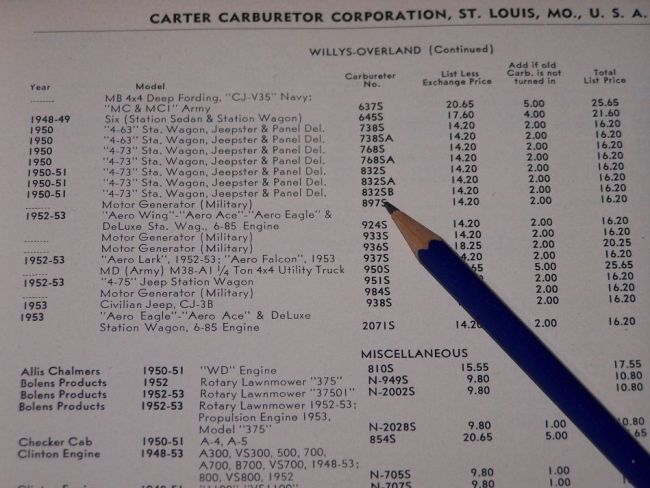 CARTER CARBURETOR CORPORATION, ST. LOUIS, MO., U. S. A.
WILLYS-OVERLAND (Continued)
Year Model Carbureter No. List Less Exchange Price Add if old Carb. is not turned in Total List Price
........ MB 4x4 Deep Fording, "CJ-V35" Navy;
"MC & MCI" Army 637S 20.65 5.00 25.65
1948-49 Six (Station Sedan & Station Wagon) 645S 17.60 4.00 21.60
1950 "4-63" Sta. Wagon, Jeepster & Panel Del. 738S 14.20 2.00 16.20
1950 "4-63" Sta. Wagon, Jeepster & Panel Del. 738SA 14.20 2.00 16.20
1950 "4-73" Sta. Wagon, Jeepster & Panel Del. 768S 14.20 2.00 16.20
1950 "4-73" Sta. Wagon, Jeepster & Panel Del. 768SA 14.20 2.00 16.20
1950-51 "4-73" Sta. Wagon, Jeepster & Panel Del. 832S 14.20 2.00 16.20
1950-51 "4-73" Sta. Wagon, Jeepster & Panel Del. 832SA 14.20 2.00 16.20
1950-51 "4-73" Sta. Wagon, Jeepster & Panel Del. 832SB 14.20 2.00 16.20
........ Motor Generator (Military) 897S 14.20 2.00 16.20
1952-53 "Aero Wing"-"Aero Ace"-"Aero Eagle" &
DeLuxe Sta. Wag., 6-85 Engine 924S 14.20 2.00 16.20
........ Motor Generator (Military) 933S 14.20 2.00 16.20
........ Motor Generator (Military) 936S 18.25 2.00 20.25
1952-53 "Aero Lark", 1952-53; "Aero Falcon", 1953 937S 2.00 16.20
........ MD (Army) M38-A1 ¼ Ton 4x4 Utility Truck 950S 5.00 25.65
1952-53 "4-75" Jeep Station Wagon 951S 2.00 16.20
........ Motor Generator (Military) 984S 2.00 16.20
1953 Civilian Jeep, CJ-3B 938S 2.00 16.20
1953 "Aero Eagle"-"Aero Ace" & DeLuxe
Station Wagon, 6-85 Engine 2071S 14.20 2.00 16.20
MISCELLANEOUS
Allis Chalmers 1950-51 "WD" Engine 810S 15.55 17.55
Bolens Products 1952 Rotary Lawnmower "375" N-949S 9.80 10.80
Bolens Products 1952-53 Rotary Lawnmower "37501" N-2002S 9.80 10.80
Bolens Products 1952-53 Rotary Lawnmower 1952-53;
Propulsion Engine 1953,
Model "375" N-2028S 9.80 1.00 10.80
Checker Cab 1950-51 A-4, A-5 854S 20.65 5.00
Clinton Engine 1948-53 A300, VS300, 500, 700,
A700, B700, VS700, 1948-53;
800, VS800, 1952 N-705S 9.80 1.00
N-707S 9.80 1.00